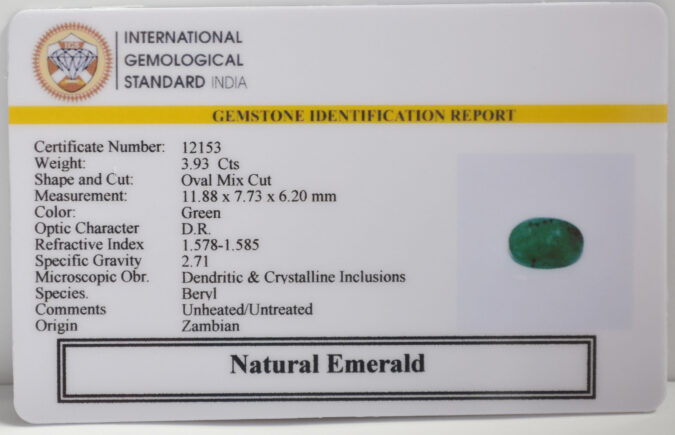 IGS
INTERNATIONAL
GEMOLOGICAL
STANDARD INDIA
GEMSTONE IDENTIFICATION REPORT
Certificate Number: 12153
Weight: 3.93 Cts
Shape and Cut: Oval Mix Cut
Measurement: 11.88 x 7.73 x 6.20 mm
Color: Green
Optic Character D.R.
Refractive Index 1.578-1.585
Specific Gravity 2.71
Microscopic Obr. Dendritic & Crystalline Inclusions
Species. Beryl
Comments Unheated/Untreated
Origin Zambian
Natural Emerald